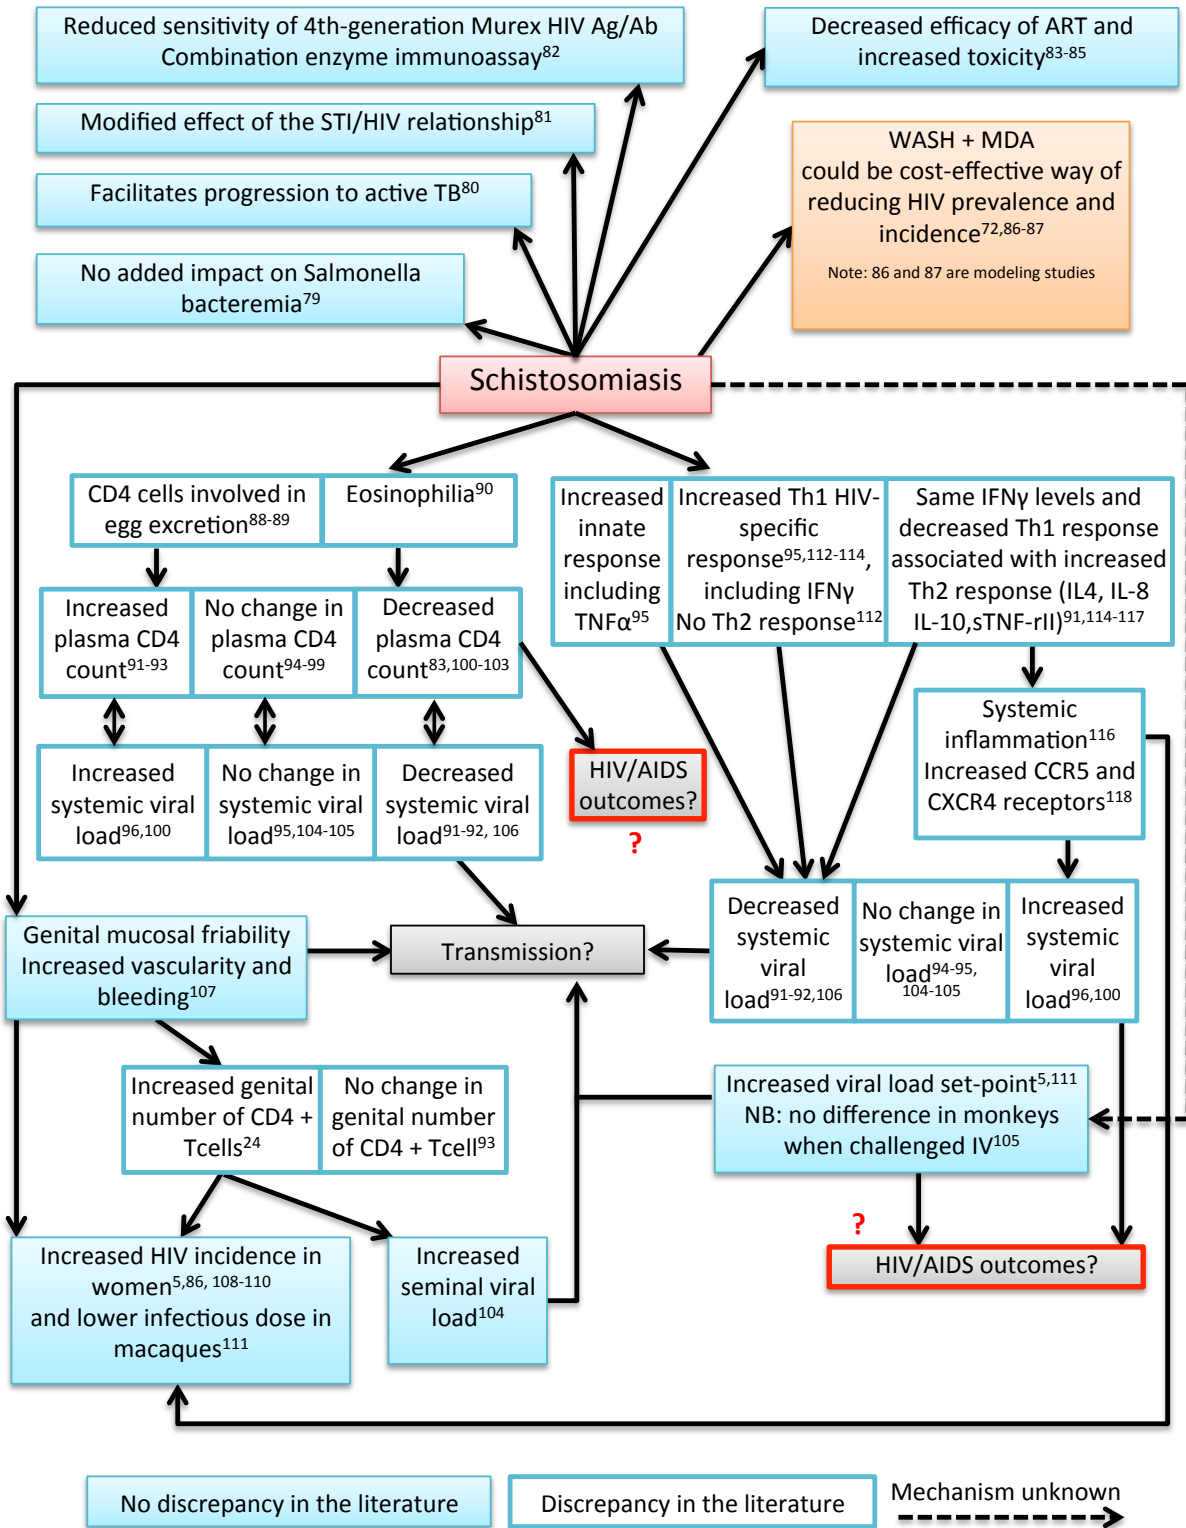 Reduced sensitivity of 4th-generation Murex HIV Ag/Ab
Combination enzyme immunoassay82
Decreased efficacy of ART and
increased toxicity83-85
Modified effect of the STI/HIV relationship81
WASH + MDA
could be cost-effective way of
reducing HIV prevalence and
incidence72,86-87
Note: 86 and 87 are modeling studies
Facilitates progression to active TB80
No added impact on Salmonella
bacteremia79
Schistosomiasis
CD4 cells involved in
egg excretion88-89
Eosinophilia90
Increased
innate
response
including
TNFα95
Increased Th1 HIV-
specific
response95,112-114,
including IFNγ
No Th2 response112
Same IFNγ levels and
decreased Th1 response
associated with increased
Th2 response (IL4, IL-8
IL-10,sTNF-rII)91,114-117
Increased
plasma CD4
count91-93
No change in
plasma CD4
count94-99
Decreased
plasma CD4
count83,100-103
Systemic
inflammation116
Increased CCR5 and
CXCR4 receptors118
Increased
systemic viral
load96,100
No change in
systemic viral
load95,104-105
Decreased
systemic viral
load91-92, 106
HIV/AIDS
outcomes?
?
Genital mucosal friability
Increased vascularity and
bleeding107
Transmission?
Decreased
systemic
viral
load91-92,106
No change in
systemic viral
load94-95,
104-105
Increased
systemic
viral
load96,100
Increased genital
number of CD4 +
Tcells24
No change in
genital number
of CD4 + Tcell93
Increased viral load set-point5,111
NB: no difference in monkeys
when challenged IV105
?
HIV/AIDS outcomes?
Increased HIV incidence in
women5,86, 108-110
and lower infectious dose in
macaques111
Increased
seminal viral
load104
No discrepancy in the literature
Discrepancy in the literature
Mechanism unknown